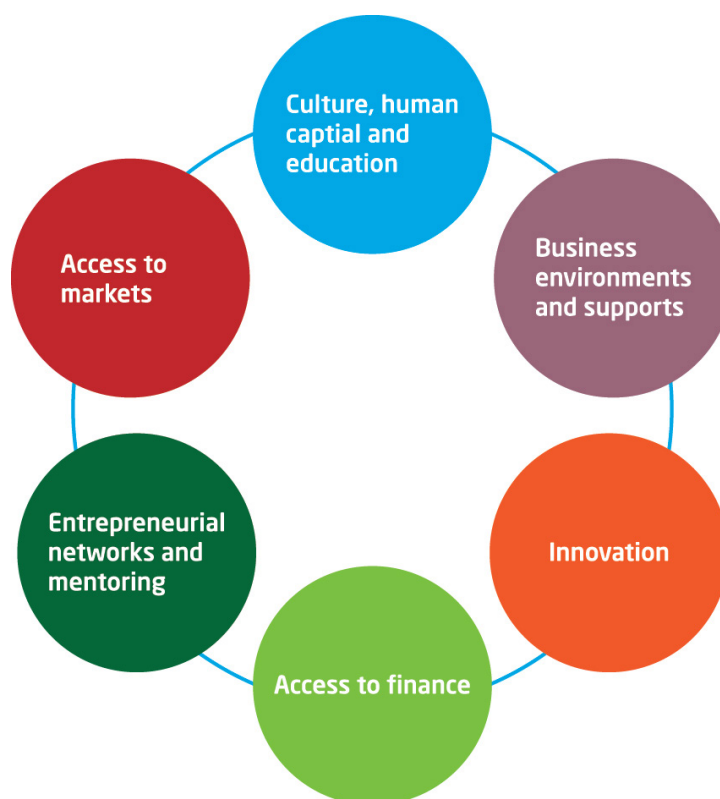 Culture, human
captial and
education
Business
environments
and supports
Innovation
Access to finance
Entrepreneurial
networks and
mentoring
Access to
markets